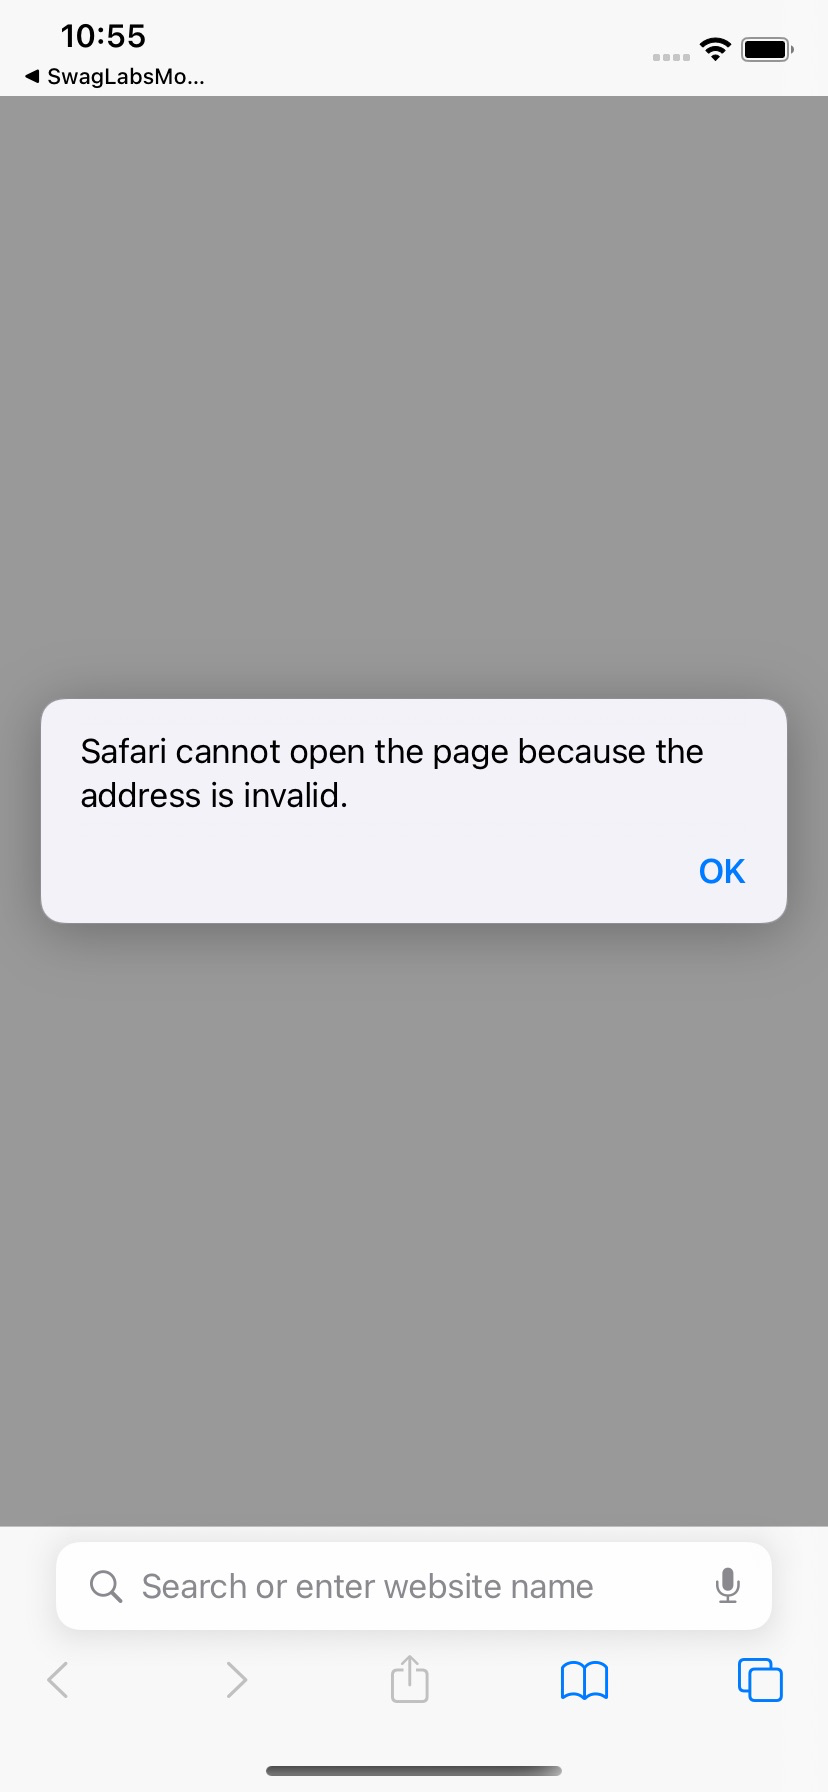 10:55
SwagLabsMo...
Safari cannot open the page because the
address is invalid.
OK
Search or enter website name